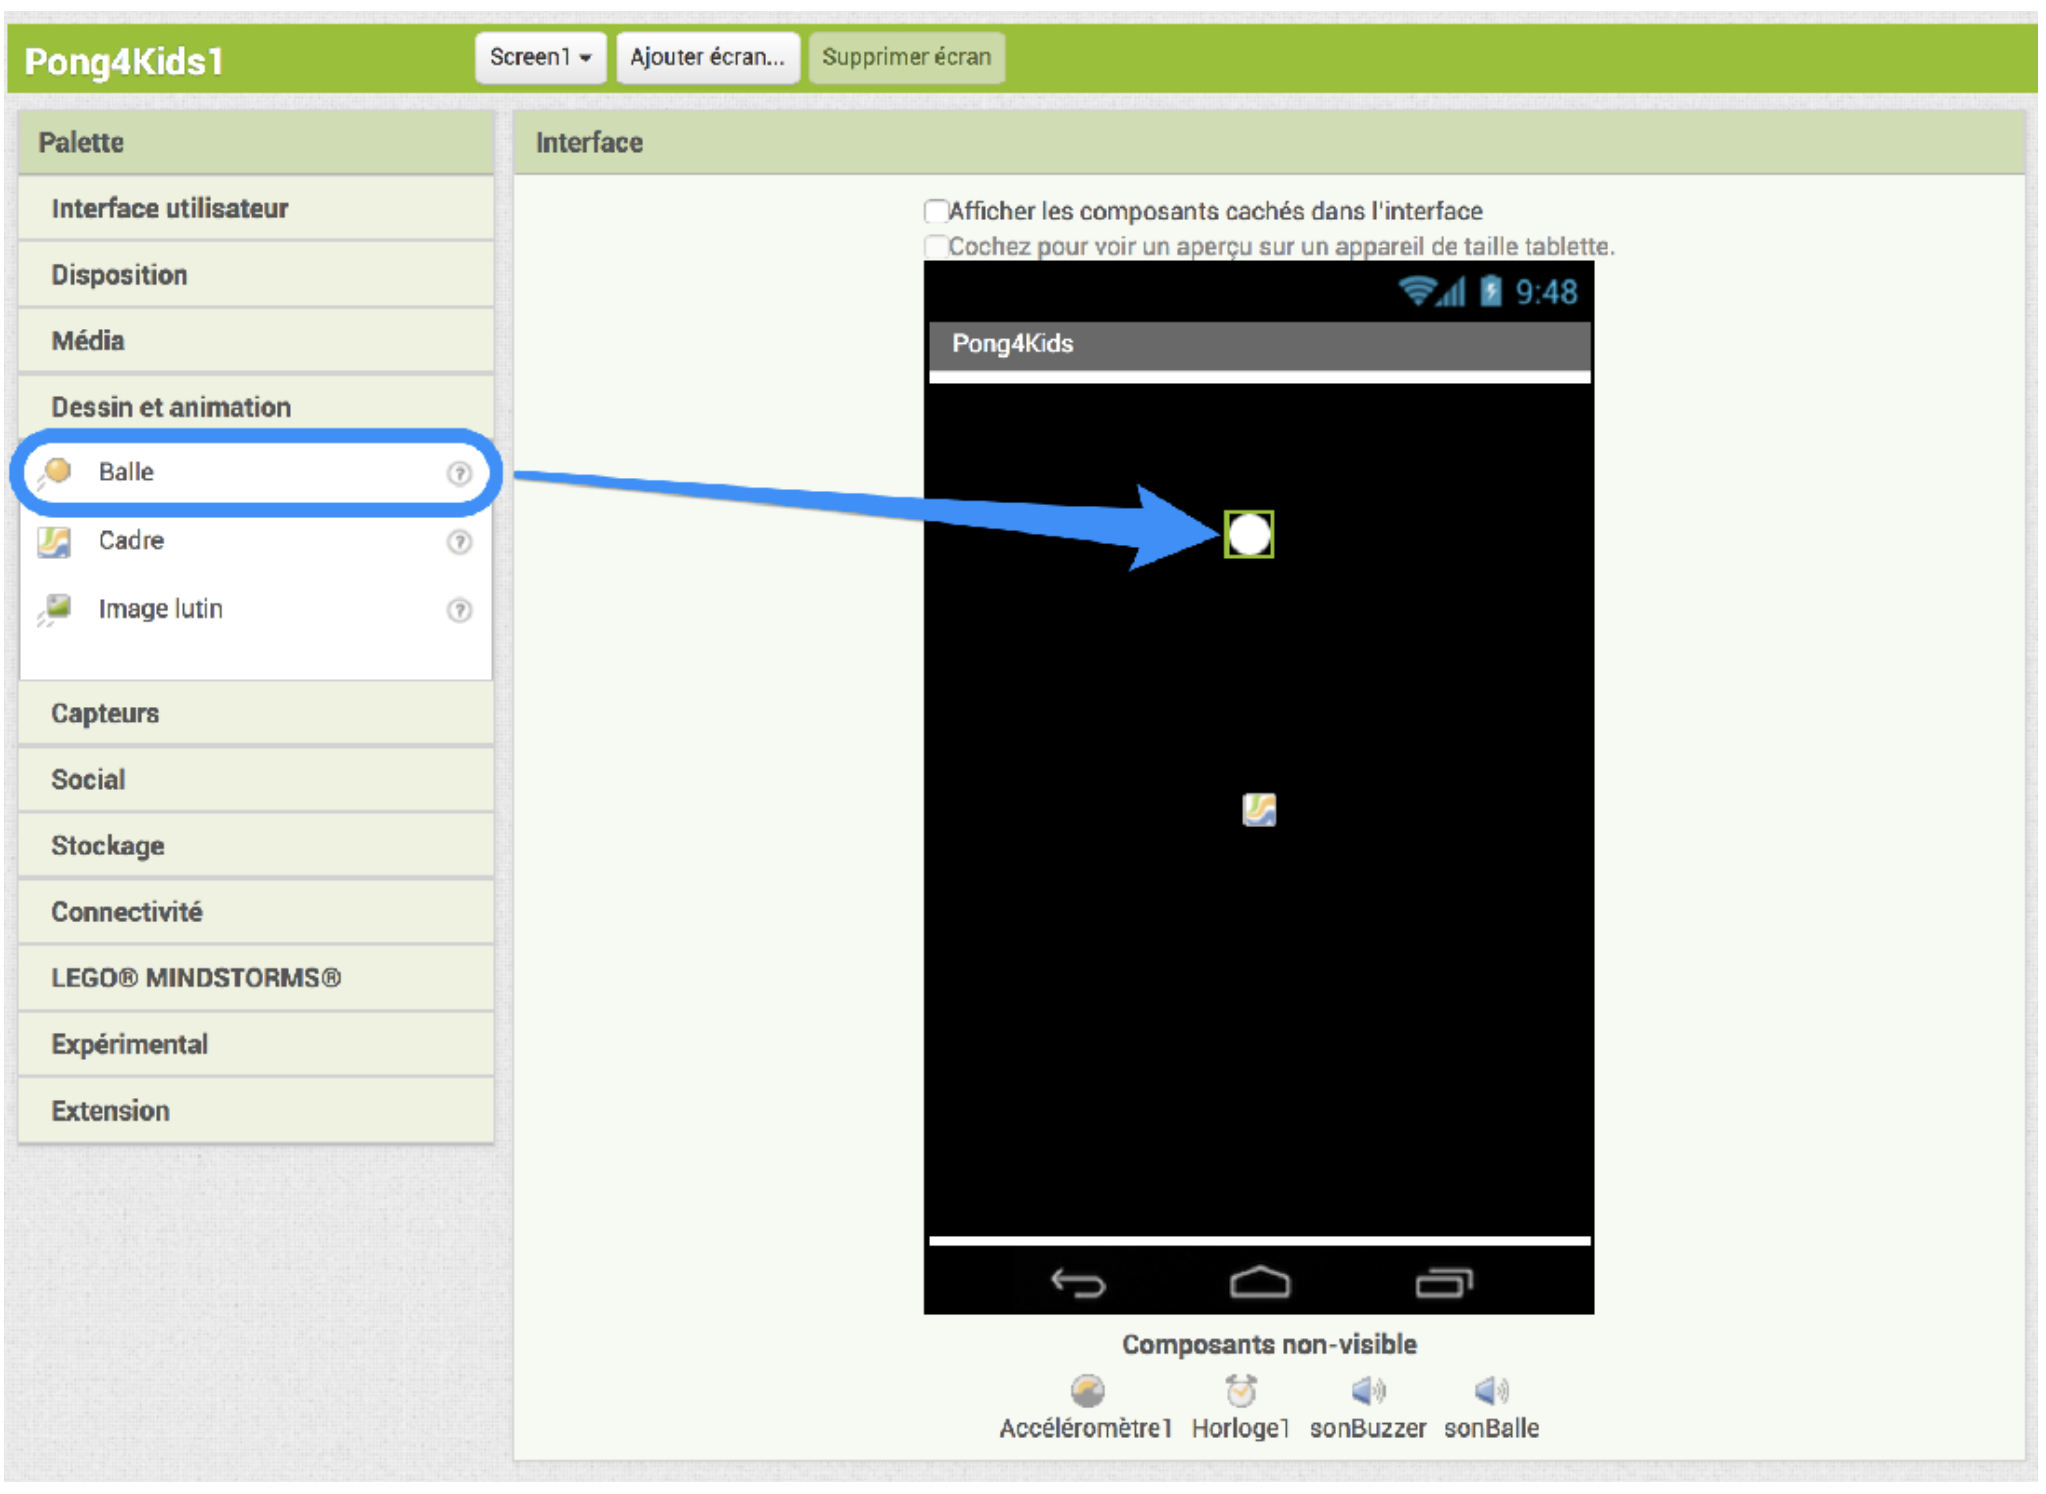 Pong4Kids1
Screen1
Ajouter écran...
Supprimer écran
Palette
Interface utilisateur
Disposition
Média
Dessin et animation
Balle
?
Cadre
?
Image lutin
?
Capteurs
Social
Stockage
Connectivité
LEGO® MINDSTORMS®
Expérimental
Extension
Interface
Afficher les composants cachés dans l'interface
Cochez pour voir un aperçu sur un appareil de taille tablette.
9:48
Pong4Kids
Composants non-visible
Accéléromètre1
Horloge1
sonBuzzer
sonBalle